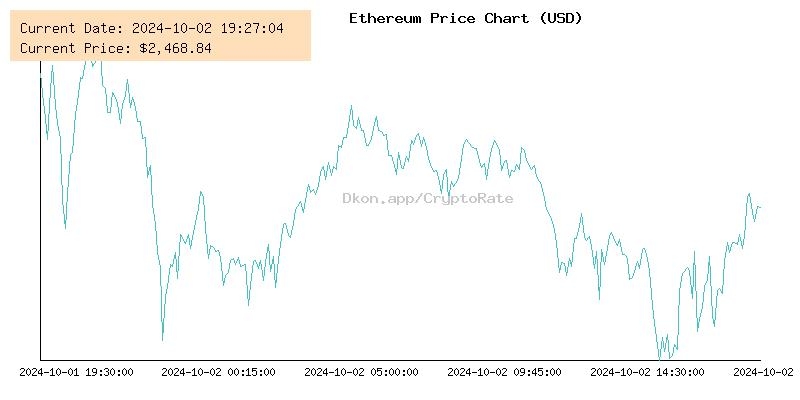 Ethereum Price Chart (USD)
Current Date: 2024-10-02 19:27:04
Current Price: $2,468.84
Dkon.app/CryptoRate
2024-10-01 19:30:00
2024-10-02 00:15:00
2024-10-02 05:00:00
2024-10-02 09:45:00
2024-10-02 14:30:00
2024-10-02